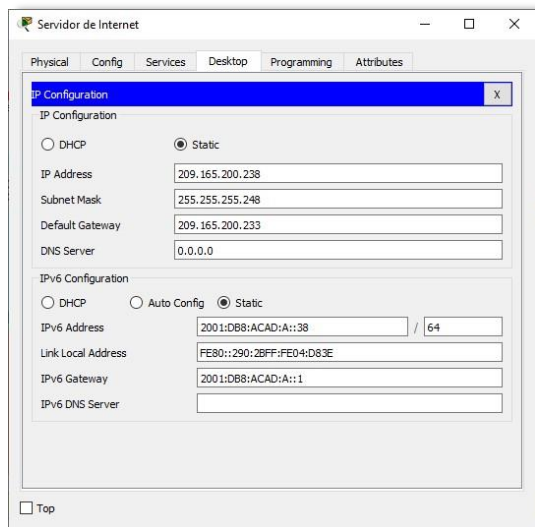 Servidor de Internet
Physical Config Services Desktop Programming Attributes
IP Configuration X
IP Configuration
DHCP Static
IP Address 209.165.200.238
Subnet Mask 255.255.255.248
Default Gateway 209.165.200.233
DNS Server 0.0.0.0
IPv6 Configuration
DHCP Auto Config Static
IPv6 Address 2001:DB8:ACAD:A::38 / 64
Link Local Address FE80::290:2BFF:FE04:D83E
IPv6 Gateway 2001:DB8:ACAD:A::1
IPv6 DNS Server
Top